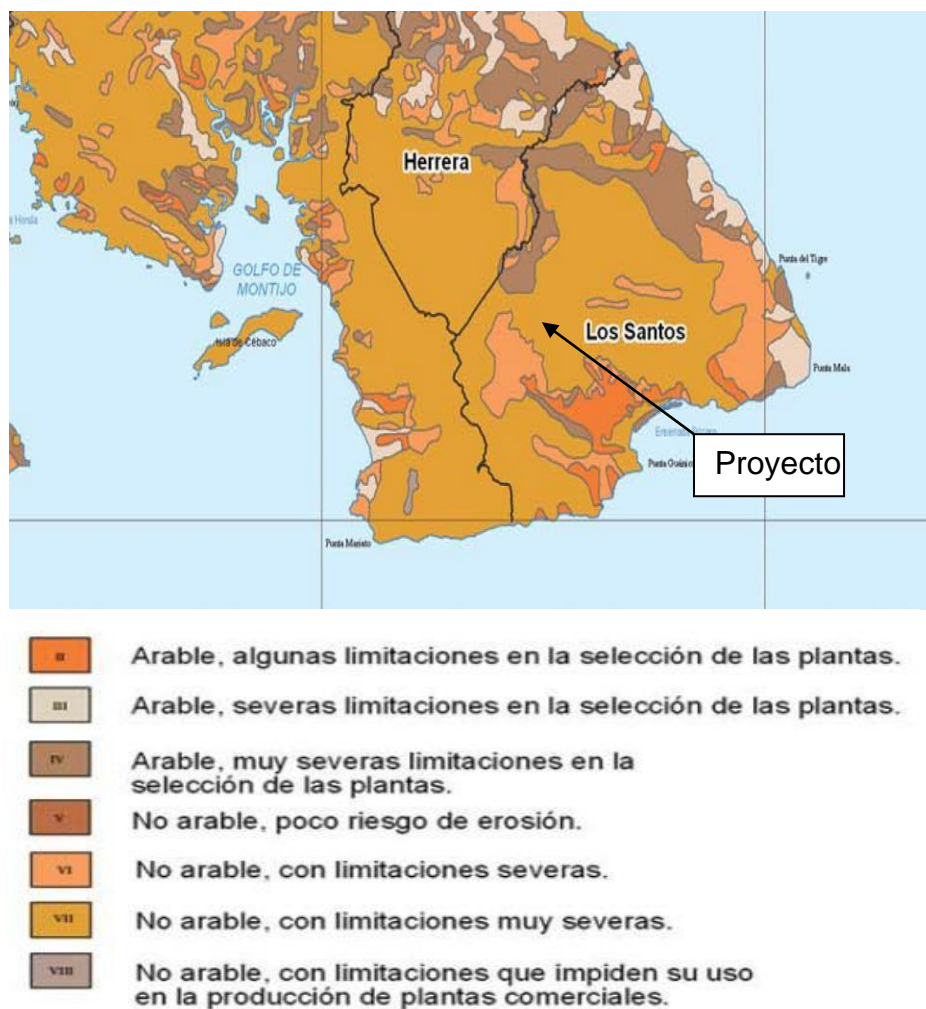 Herrera
a Honda
GOLFO DE
MONTIJO
Isla de Cébaco
Los Santos
Punta del Tigre
Punta Mala
Proyecto
Punta Mariato
II
Arable, algunas limitaciones en la selección de las plantas.
III
Arable, severas limitaciones en la selección de las plantas.
IV
Arable, muy severas limitaciones en la
selección de las plantas.
V
No arable, poco riesgo de erosión.
VI
No arable, con limitaciones severas.
VII
No arable, con limitaciones muy severas.
VIII
No arable, con limitaciones que impiden su uso
en la producción de plantas comerciales.